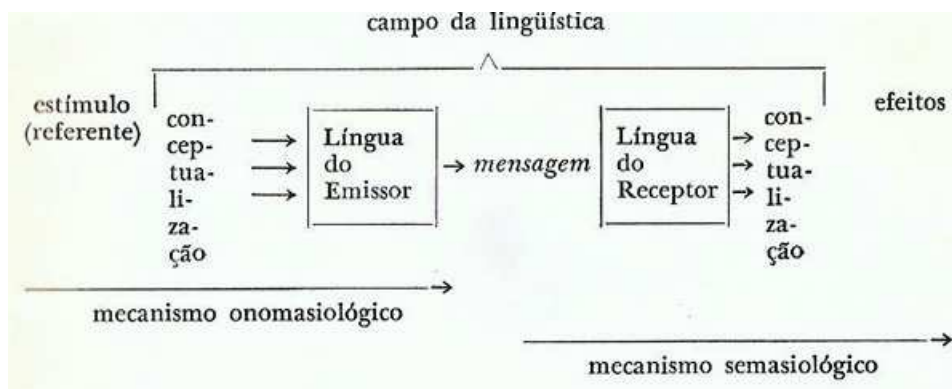 campo da lingüística
estímulo
(referente)
con-
cep-
tua-
li-
za-
ção
Língua
do
Emissor
mensagem
Língua
do
Receptor
con-
cep-
tua-
li-
za-
ção
efeitos
mecanismo onomasiológico
mecanismo semasiológico